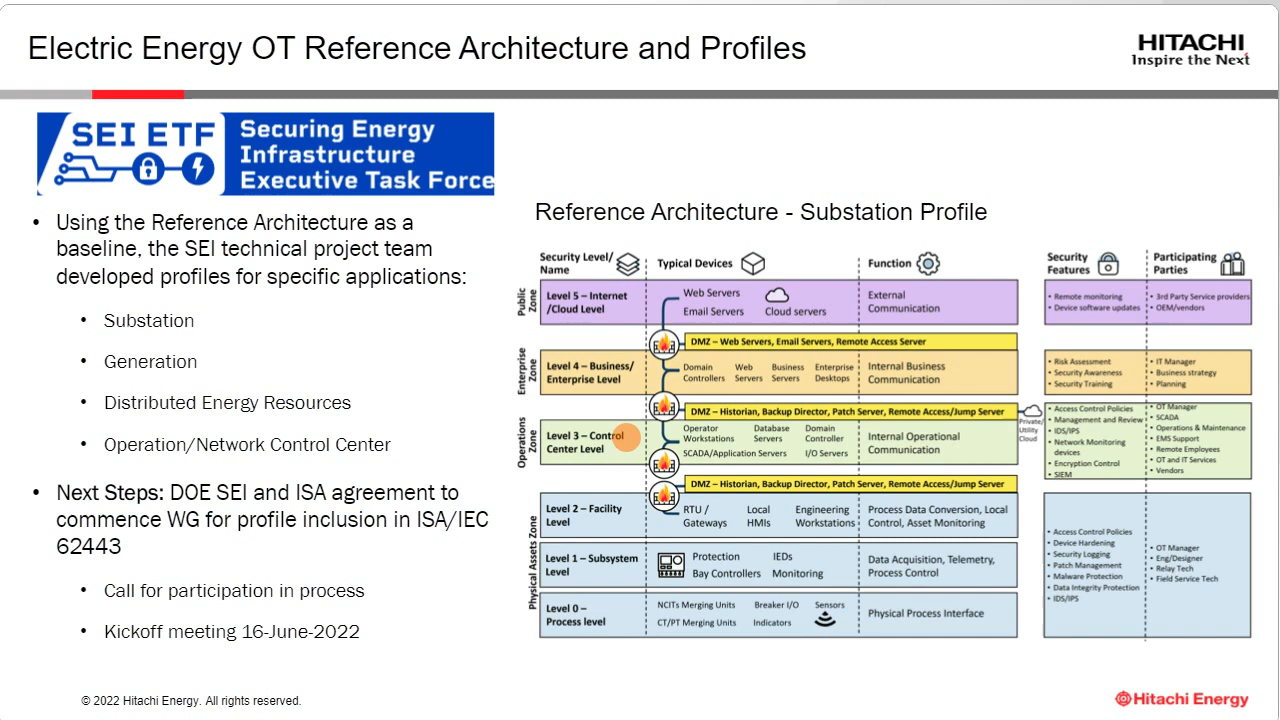 Electric Energy OT Reference Architecture and Profiles
HITACHI
Inspire the Next
SEI ETF
Securing Energy
Infrastructure
Executive Task Force
• Using the Reference Architecture as a
baseline, the SEI technical project team
developed profiles for specific applications:
• Substation
• Generation
• Distributed Energy Resources
• Operation/Network Control Center
• Next Steps: DOE SEI and ISA agreement to
commence WG for profile inclusion in ISA/IEC
62443
• Call for participation in process
• Kickoff meeting 16-June-2022
Reference Architecture - Substation Profile
Security Level/
Name
Typical Devices
Function
Security
Features
Participating
Parties
Public
Zone
Level 5 – Internet
/Cloud Level
Web Servers
Email Servers
Cloud servers
External
Communication
• Remote monitoring
• Device software updates
• 3rd Party Service providers
• OEM/vendors
DMZ – Web Servers, Email Servers, Remote Access Server
Enterprise
Zone
Level 4 – Business/
Enterprise Level
Domain
Controllers
Web
Servers
Business
Servers
Enterprise
Desktops
Internal Business
Communication
• Risk Assessment
• Security Awareness
• Security Training
• IT Manager
• Business strategy
• Planning
DMZ – Historian, Backup Director, Patch Server, Remote Access/Jump Server
Private/
Utility
Cloud
Operations
Zone
Level 3 – Control
Center Level
Operator
Workstations
Database
Servers
Domain
Controller
SCADA/Application Servers
I/O Servers
Internal Operational
Communication
• Access Control Policies
• Management and Review
• IDS/IPS
• Network Monitoring
devices
• Encryption Control
• SIEM
• OT Manager
• SCADA
• Operations & Maintenance
• EMS Support
• Remote Employees
• OT and IT Services
• Vendors
DMZ – Historian, Backup Director, Patch Server, Remote Access/Jump Server
Physical Assets Zone
Level 2 – Facility
Level
RTU /
Gateways
Local
HMIs
Engineering
Workstations
Process Data Conversion, Local
Control, Asset Monitoring
Level 1 – Subsystem
Level
Protection
IEDs
Bay Controllers
Monitoring
Data Acquisition, Telemetry,
Process Control
Level 0 –
Process level
NCITs Merging Units
Breaker I/O
Sensors
CT/PT Merging Units
Indicators
Physical Process Interface
• Access Control Policies
• Device Hardening
• Security Logging
• Patch Management
• Malware Protection
• Data Integrity Protection
• IDS/IPS
• OT Manager
• Eng/Designer
• Relay Tech
• Field Service Tech
© 2022 Hitachi Energy. All rights reserved.
Hitachi Energy